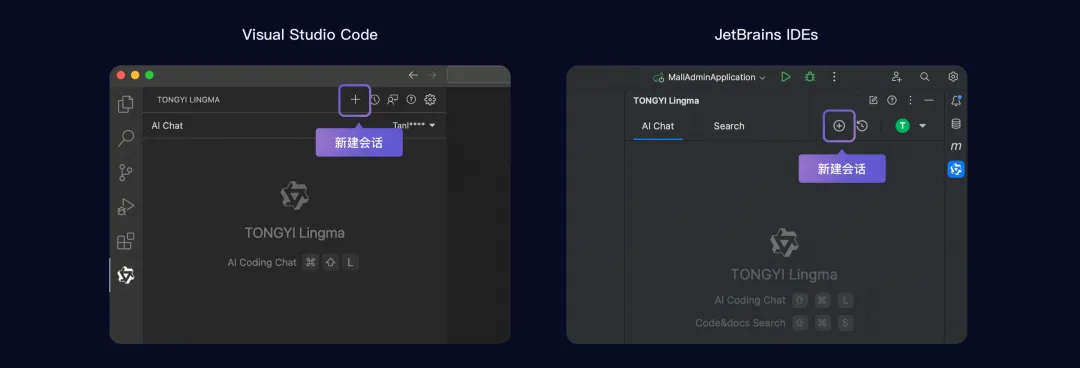 Visual Studio Code
JetBrains IDEs
TONGYI LINGMA
AI Chat
Tanl****
新建会话
TONGYI Lingma
AI Coding Chat ⌘ ⇧ L
MallAdminApplication
TONGYI Lingma
AI Chat Search
T
m
新建会话
TONGYI Lingma
AI Coding Chat ⇧ ⌘ L
Code&docs Search ⇧ ⌘ S